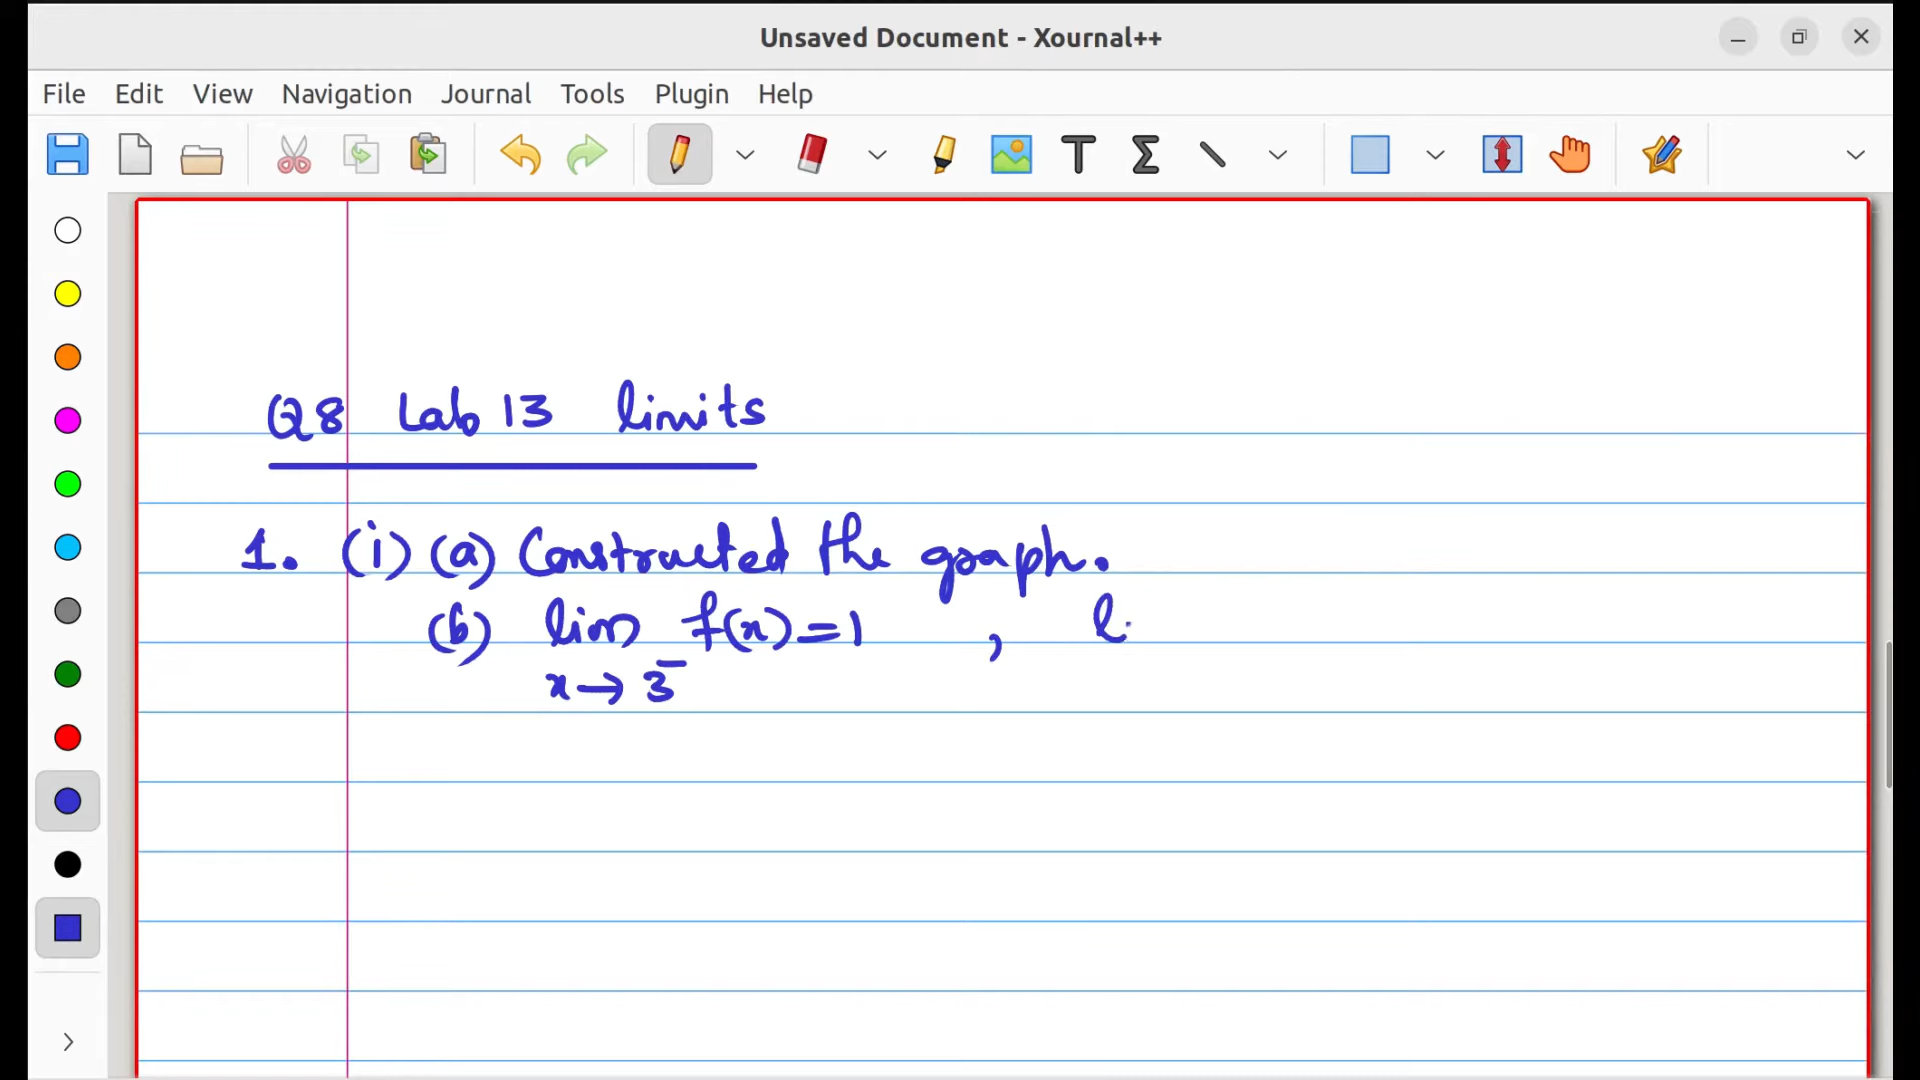 Unsaved Document - Xournal++
File Edit View Navigation Journal Tools Plugin Help
Q8 Lab 13 limits
1. (i) (a) Constructed the graph.
(b) lim f(x) = 1 , l
x → 3⁻